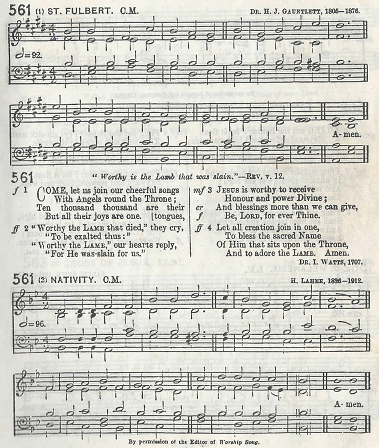 561 (1) ST. FULBERT. C.M. DR. H. J. GAUNTLETT, 1805–1876.
♩=92.
A- men.
561 "Worthy is the Lamb that was slain."—REV. v. 12.
f 1 COME, let us join our cheerful songs
With Angels round the Throne;
Ten thousand thousand are their
But all their joys are one. [tongues,
ff 2 "Worthy the LAMB that died," they cry,
"To be exalted thus:"
"Worthy the LAMB," our hearts reply,
"For He was slain for us."
mf 3 JESUS is worthy to receive
Honour and power Divine;
cr And blessings more than we can give,
f Be, LORD, for ever Thine.
ff 4 Let all creation join in one,
To bless the sacred Name
Of Him that sits upon the Throne,
And to adore the LAMB. Amen.
DR. I. WATTS, 1707.
561 (2) NATIVITY. C.M. H. LAHEE, 1826–1912.
♩=96.
A- men.
By permission of the Editor of Worship Song.